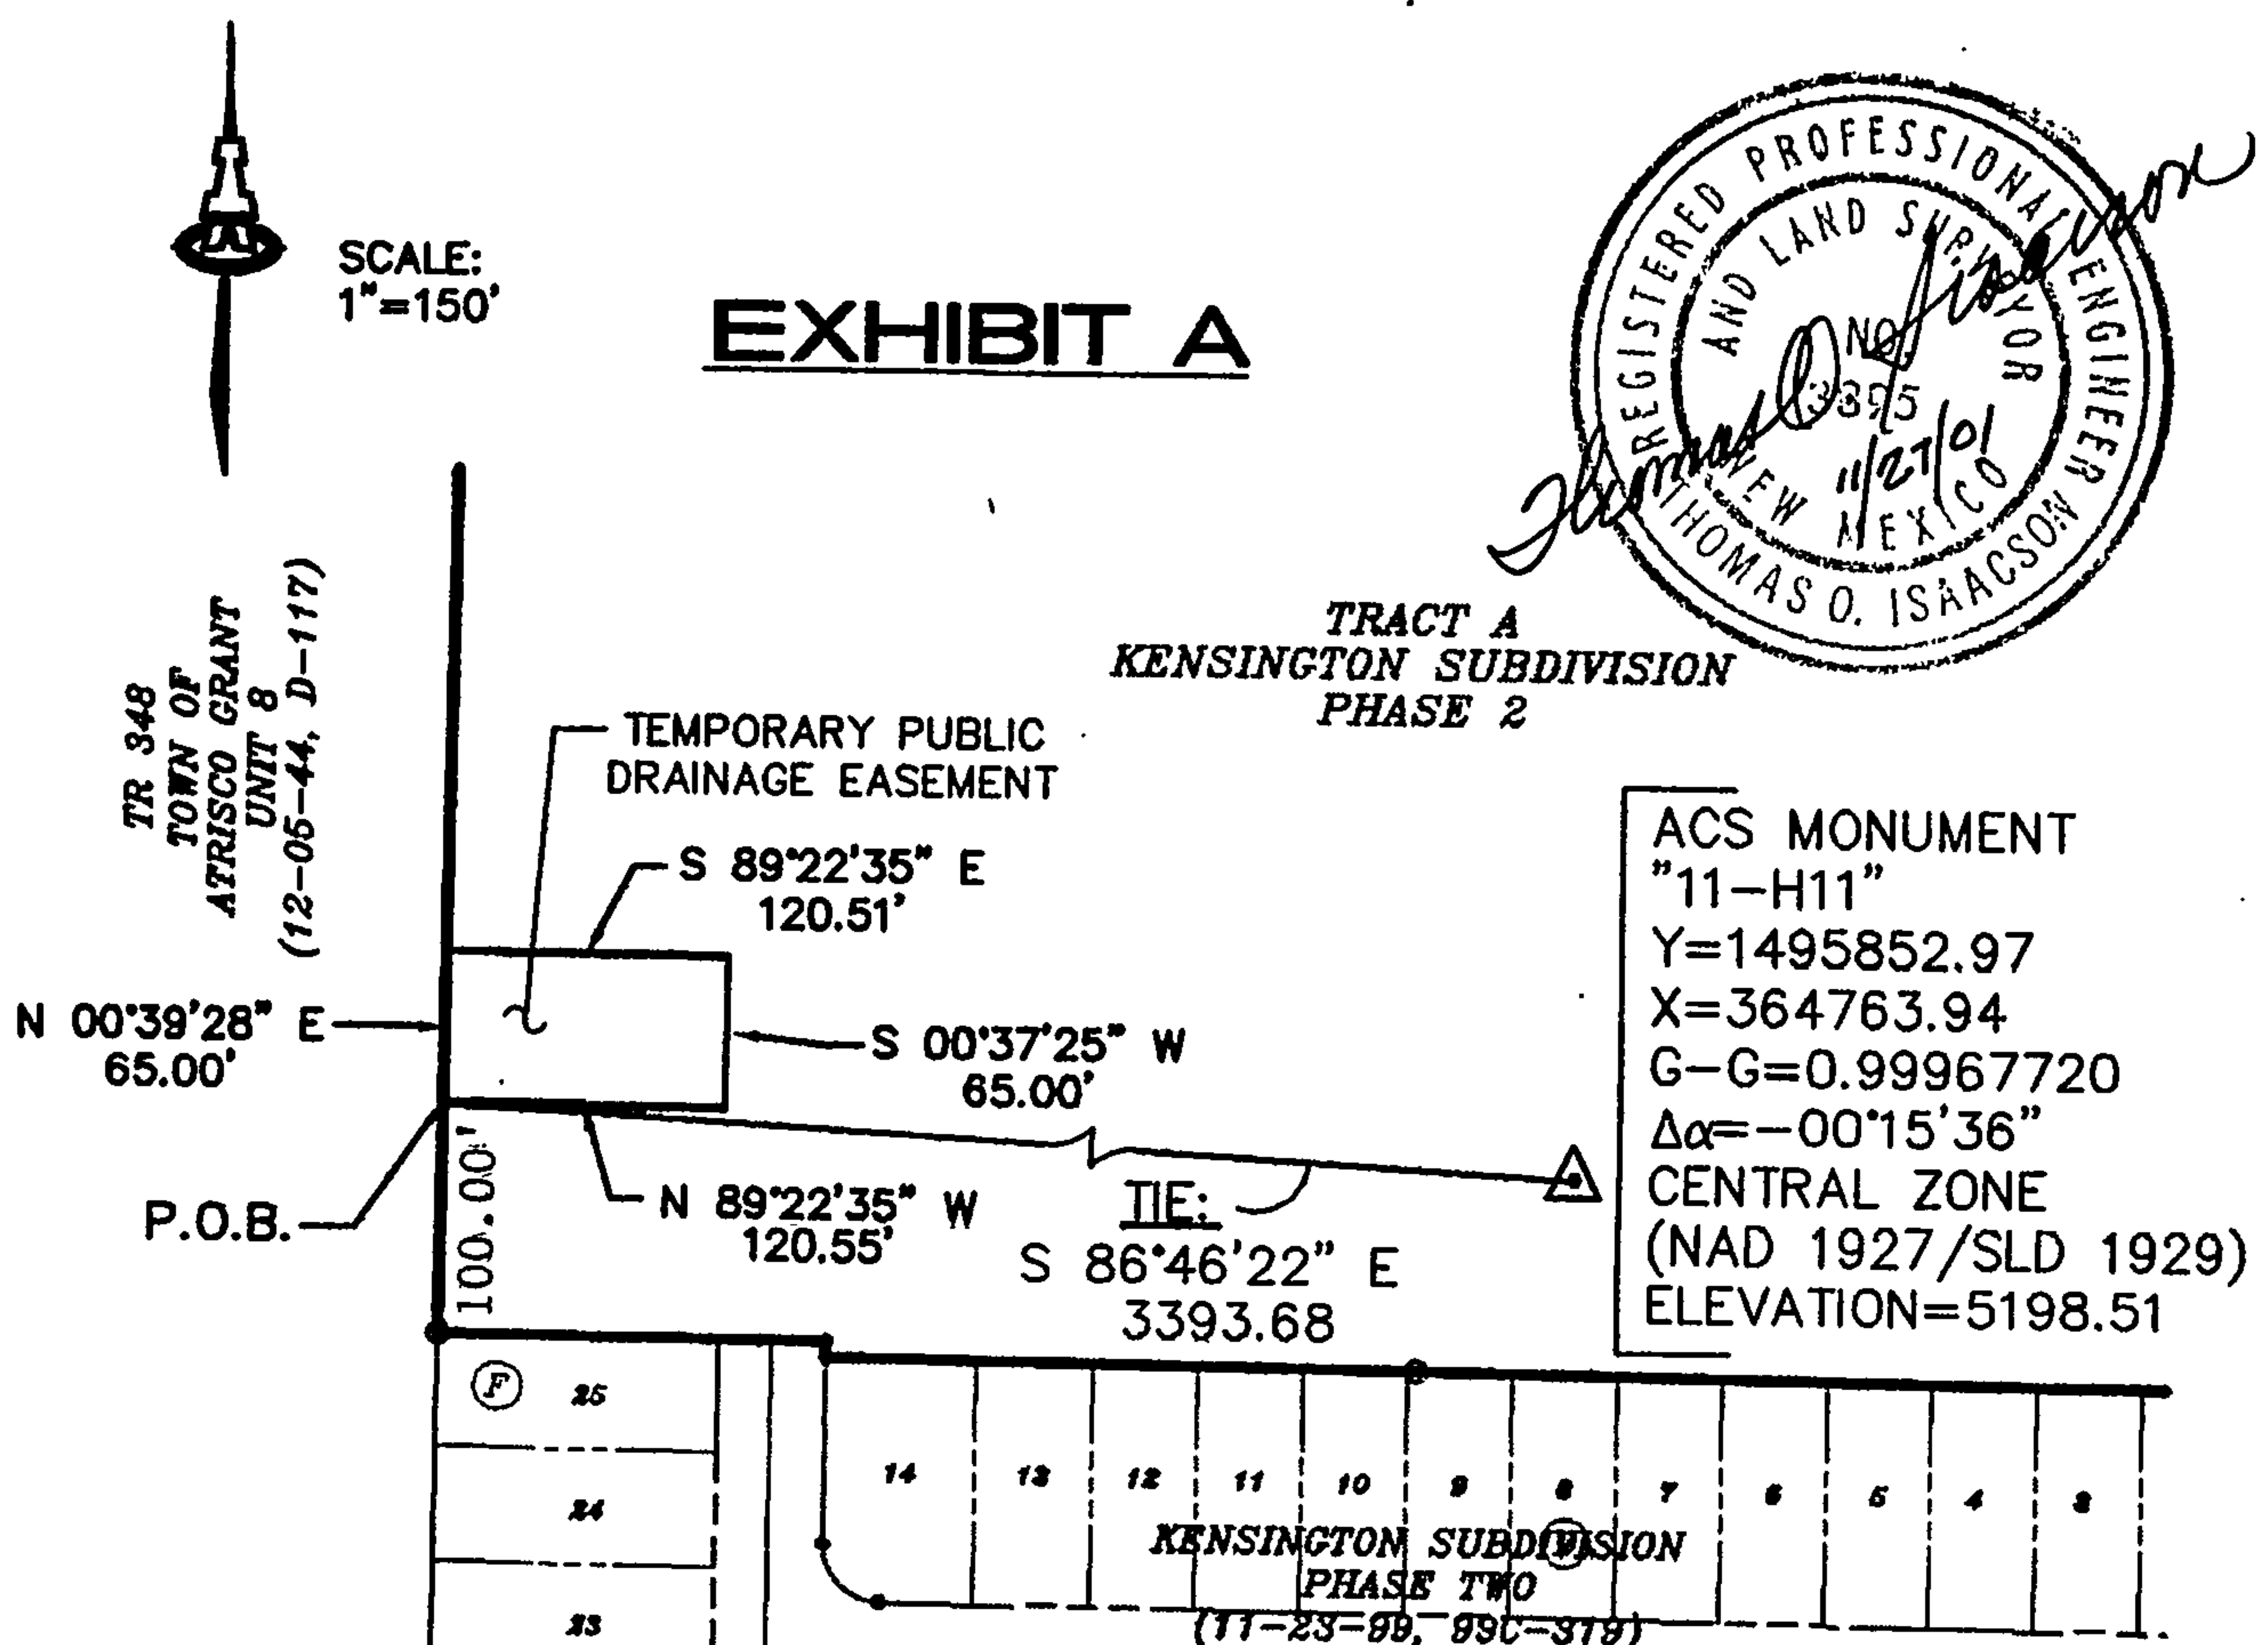 SCALE:
1"=150'
EXHIBIT A
REGISTERED PROFESSIONAL ENGINEER
AND LAND SURVEYOR
NO.
NEW MEXICO
THOMAS O. ISAACSON
11/27/01
TRACT A
KENSINGTON SUBDIVISION
PHASE 2
TR 348
TOWN OF
ATRISCO GRANT
UNIT 8
(12-05-44, D-117)
TEMPORARY PUBLIC
DRAINAGE EASEMENT
S 89°22'35" E
120.51'
N 00°39'28" E
65.00'
S 00°37'25" W
65.00'
P.O.B.
100.00'
N 89°22'35" W
120.55'
TIE:
S 86°46'22" E
3393.68
ACS MONUMENT
"11-H11"
Y=1495852.97
X=364763.94
G-G=0.99967720
Δα=-00°15'36"
CENTRAL ZONE
(NAD 1927/SLD 1929)
ELEVATION=5198.51
F 25
24
23
14 13 12 11 10 9 8 7 6 5 4 3
KENSINGTON SUBDIVISION
PHASE TWO
(11-23-99, 99C-319)